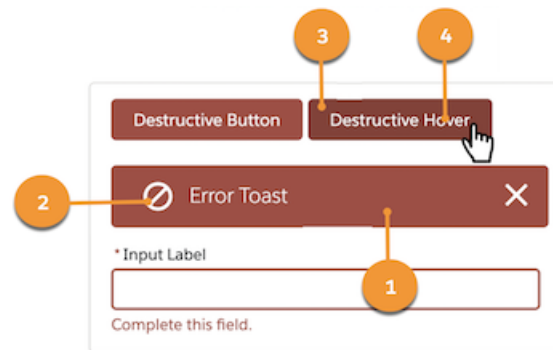 3 4
Destructive Button Destructive Hover
2 Error Toast
* Input Label
1
Complete this field.